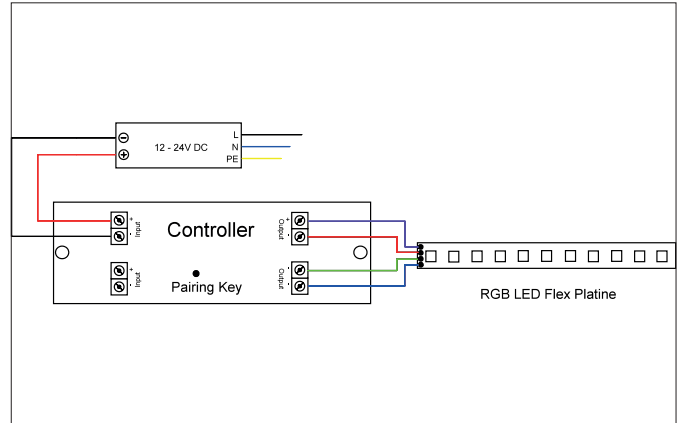 L
12 - 24V DC
N
PE
+
Input
-
Controller
+
Output
-
+
Input
-
Pairing Key
-
Output
-
RGB LED Flex Platine